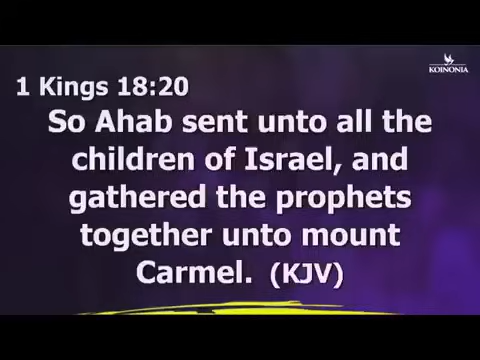 KOINONIA
1 Kings 18:20
So Ahab sent unto all the
children of Israel, and
gathered the prophets
together unto mount
Carmel. (KJV)